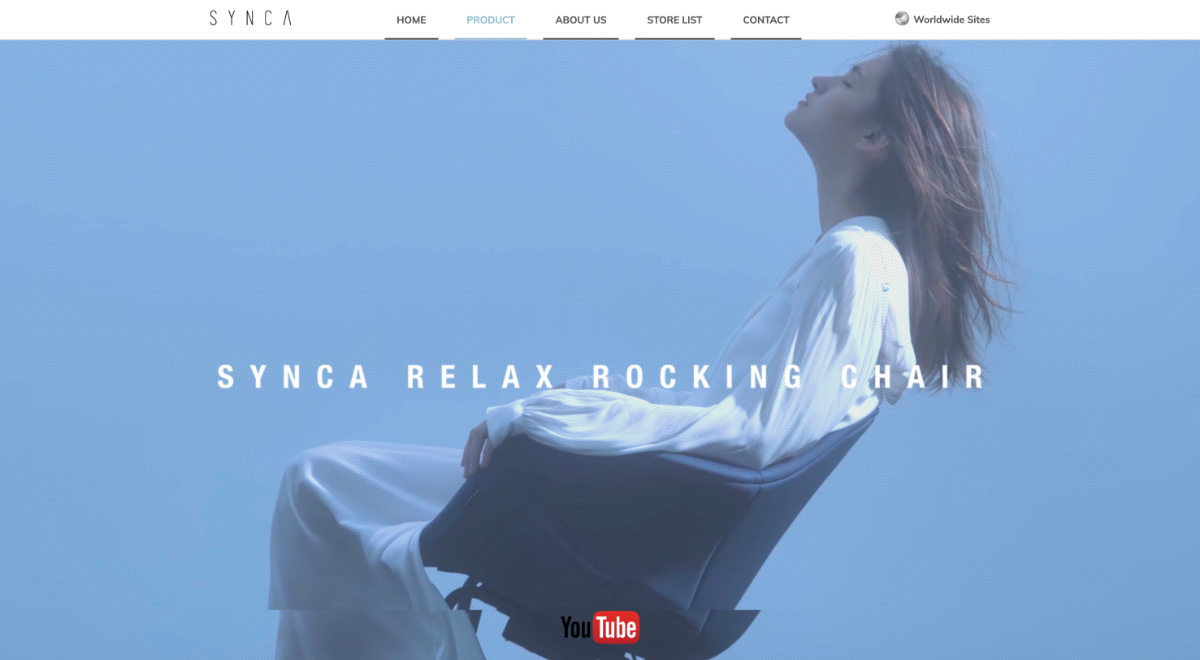 SYNCA
HOME
PRODUCT
ABOUT US
STORE LIST
CONTACT
Worldwide Sites
SYNCA RELAX ROCKING CHAIR
YouTube